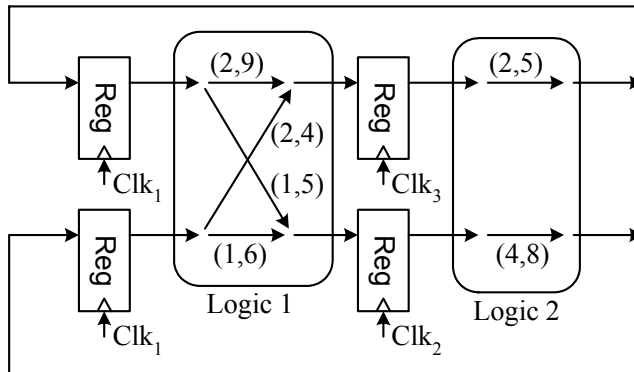 (2,9)
(2,5)
Reg
Reg
(2,4)
Clk1
(1,5)
Clk3
Reg
(1,6)
Reg
(4,8)
Logic 1
Logic 2
Clk1
Clk2